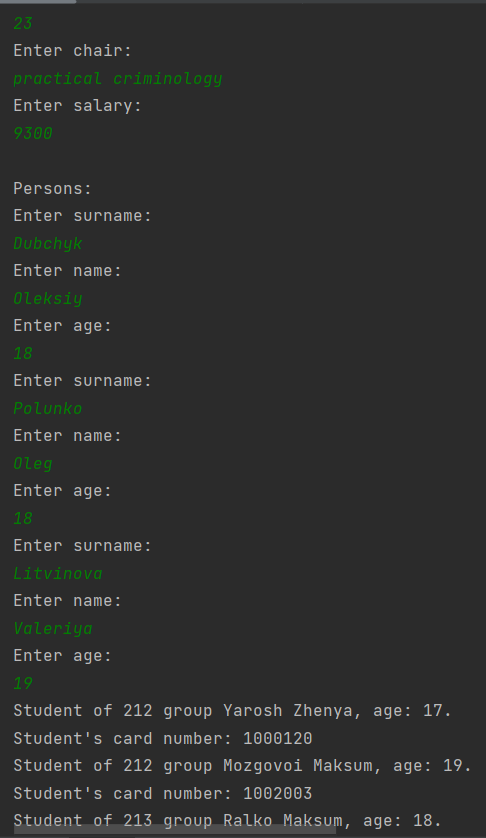 23
Enter chair:
practical criminology
Enter salary:
9300
Persons:
Enter surname:
Dubchyk
Enter name:
Oleksiy
Enter age:
18
Enter surname:
Polunko
Enter name:
Oleg
Enter age:
18
Enter surname:
Litvinova
Enter name:
Valeriya
Enter age:
19
Student of 212 group Yarosh Zhenya, age: 17.
Student's card number: 1000120
Student of 212 group Mozgovoi Maksum, age: 19.
Student's card number: 1002003
Student of 213 group Ralko Maksum, age: 18.